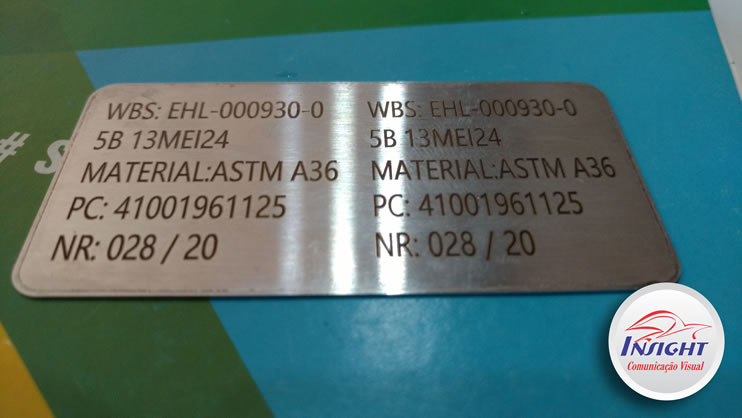 WBS: EHL-000930-0
5B 13MEI24
MATERIAL:ASTM A36
PC: 41001961125
NR: 028 / 20
WBS: EHL-000930-0
5B 13MEI24
MATERIAL:ASTM A36
PC: 41001961125
NR: 028 / 20
# S
INSIGHT
Comunicação Visual